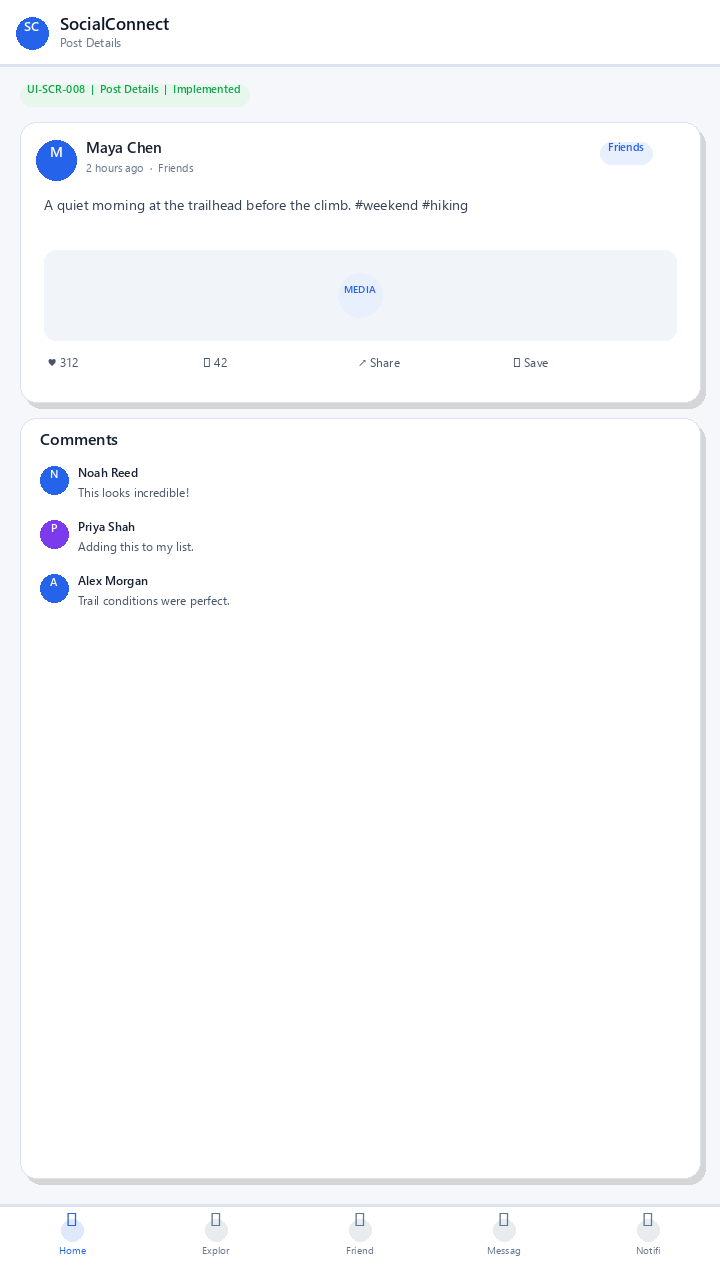 SC
SocialConnect
Post Details
UI-SCR-008 | Post Details | Implemented
M
Maya Chen
2 hours ago · Friends
Friends
A quiet morning at the trailhead before the climb. #weekend #hiking
MEDIA
♥ 312
42
↗ Share
Save
Comments
N
Noah Reed
This looks incredible!
P
Priya Shah
Adding this to my list.
A
Alex Morgan
Trail conditions were perfect.
Home
Explor
Friend
Messag
Notifi